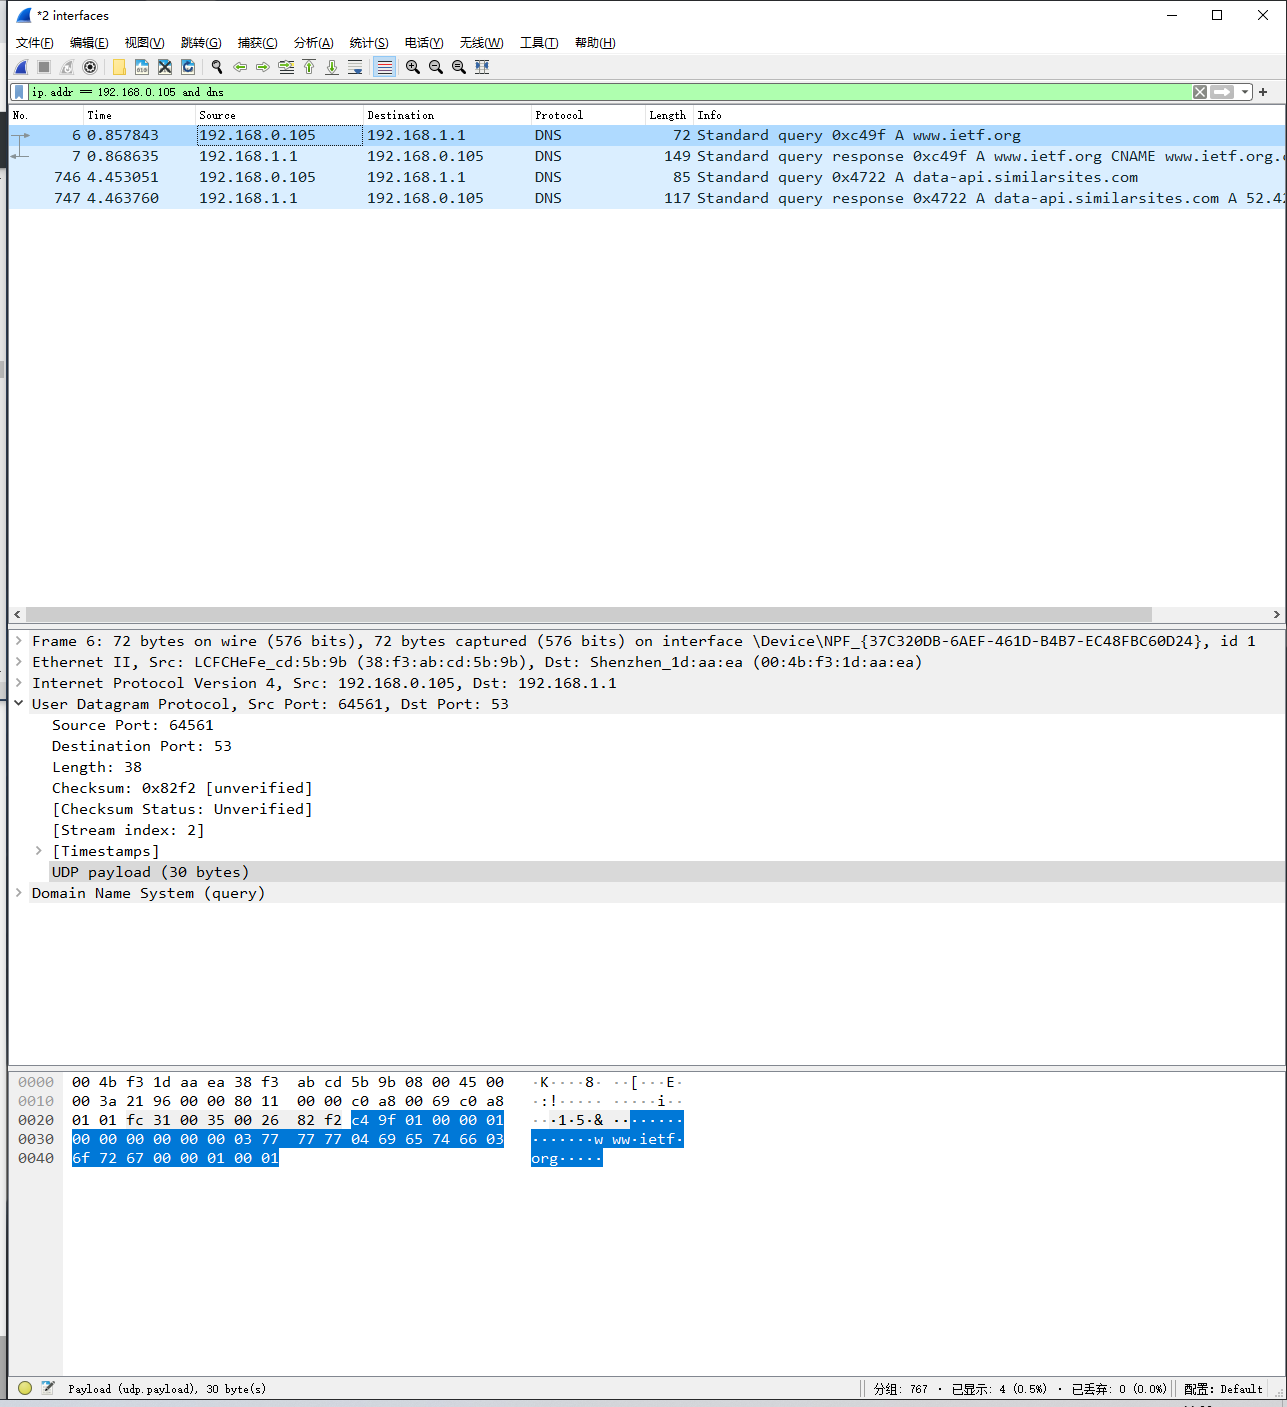 *2 interfaces
文件(F) 编辑(E) 视图(V) 跳转(G) 捕获(C) 分析(A) 统计(S) 电话(Y) 无线(W) 工具(T) 帮助(H)
ip.addr == 192.168.0.105 and dns
No. Time Source Destination Protocol Length Info
6 0.857843 192.168.0.105 192.168.1.1 DNS 72 Standard query 0xc49f A www.ietf.org
7 0.868635 192.168.1.1 192.168.0.105 DNS 149 Standard query response 0xc49f A www.ietf.org CNAME www.ietf.org.
746 4.453051 192.168.0.105 192.168.1.1 DNS 85 Standard query 0x4722 A data-api.similarsites.com
747 4.463760 192.168.1.1 192.168.0.105 DNS 117 Standard query response 0x4722 A data-api.similarsites.com A 52.4
Frame 6: 72 bytes on wire (576 bits), 72 bytes captured (576 bits) on interface \Device\NPF_{37C320DB-6AEF-461D-B4B7-EC48FBC60D24}, id 1
Ethernet II, Src: LCFCHeFe_cd:5b:9b (38:f3:ab:cd:5b:9b), Dst: Shenzhen_1d:aa:ea (00:4b:f3:1d:aa:ea)
Internet Protocol Version 4, Src: 192.168.0.105, Dst: 192.168.1.1
User Datagram Protocol, Src Port: 64561, Dst Port: 53
Source Port: 64561
Destination Port: 53
Length: 38
Checksum: 0x82f2 [unverified]
[Checksum Status: Unverified]
[Stream index: 2]
[Timestamps]
UDP payload (30 bytes)
Domain Name System (query)
0000 00 4b f3 1d aa ea 38 f3 ab cd 5b 9b 08 00 45 00 ·K····8· ··[···E·
0010 00 3a 21 96 00 00 80 11 00 00 c0 a8 00 69 c0 a8 ·:!····· ·····i··
0020 01 01 fc 31 00 35 00 26 82 f2 c4 9f 01 00 00 01 ···1·5·& ········
0030 00 00 00 00 00 00 03 77 77 77 04 69 65 74 66 03 ·······w ww·ietf·
0040 6f 72 67 00 00 01 00 01 org·····
Payload (udp.payload), 30 byte(s) 分组: 767 · 已显示: 4 (0.5%) · 已丢弃: 0 (0.0%) 配置: Default